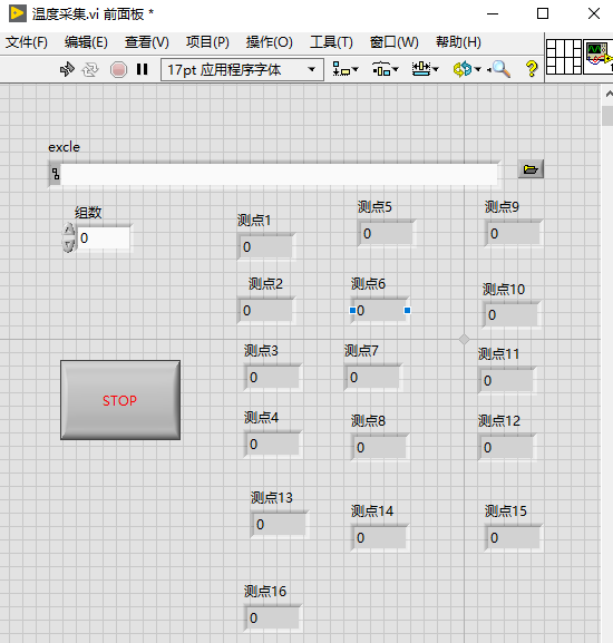 温度采集.vi 前面板 *
文件(F) 编辑(E) 查看(V) 项目(P) 操作(O) 工具(T) 窗口(W) 帮助(H)
17pt 应用程序字体
excle
组数
0
测点1
0
测点5
0
测点9
0
测点2
0
测点6
0
测点10
0
测点3
0
测点7
0
测点11
0
STOP
测点4
0
测点8
0
测点12
0
测点13
0
测点14
0
测点15
0
测点16
0